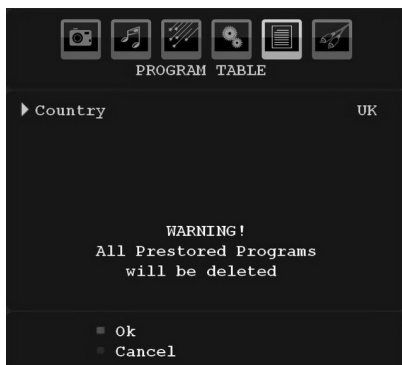 PROGRAM TABLE
Country UK
WARNING!
All Prestored Programs
will be deleted
Ok
Cancel